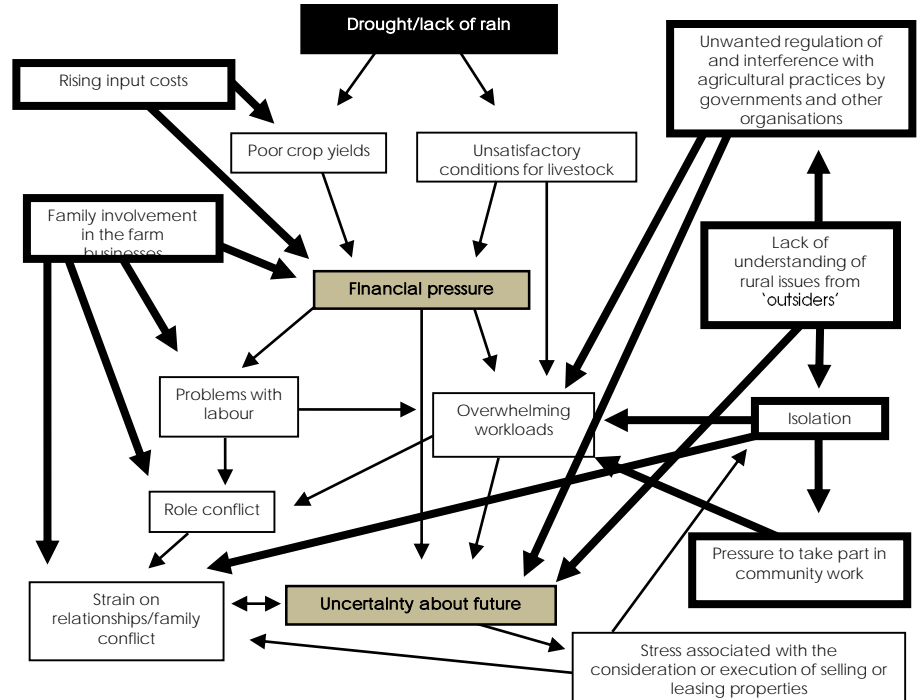 Drought/lack of rain
Unwanted regulation of
and interference with
agricultural practices by
governments and other
organisations
Rising input costs
Poor crop yields
Unsatisfactory
conditions for livestock
Family involvement
in the farm
businesses
Lack of
understanding of
rural issues from
‘outsiders’
Financial pressure
Problems with
labour
Overwhelming
workloads
Isolation
Role conflict
Pressure to take part in
community work
Strain on
relationships/family
conflict
Uncertainty about future
Stress associated with the
consideration or execution of selling or
leasing properties